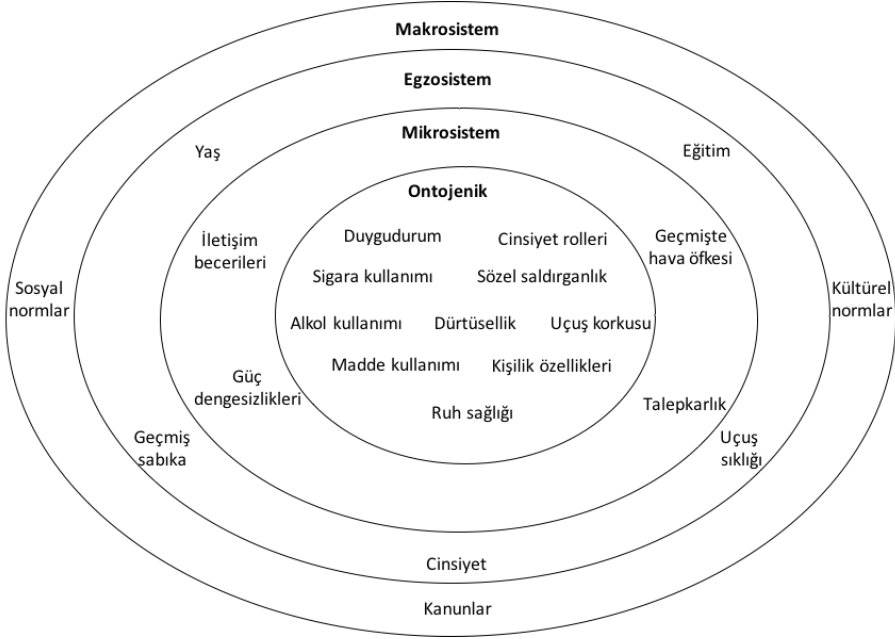 Makrosistem
Egzosistem
Mikrosistem
Yaş
Eğitim
Ontojenik
İletişim
becerileri
Duygudurum
Cinsiyet rolleri
Geçmişte
hava öfkesi
Sigara kullanımı
Sözel saldırganlık
Sosyal
normlar
Kültürel
normlar
Alkol kullanımı
Dürtüsellik
Uçuş korkusu
Madde kullanımı
Kişilik özellikleri
Güç
dengesizlikleri
Ruh sağlığı
Talepkarlık
Geçmiş
sabıka
Uçuş
sıklığı
Cinsiyet
Kanunlar